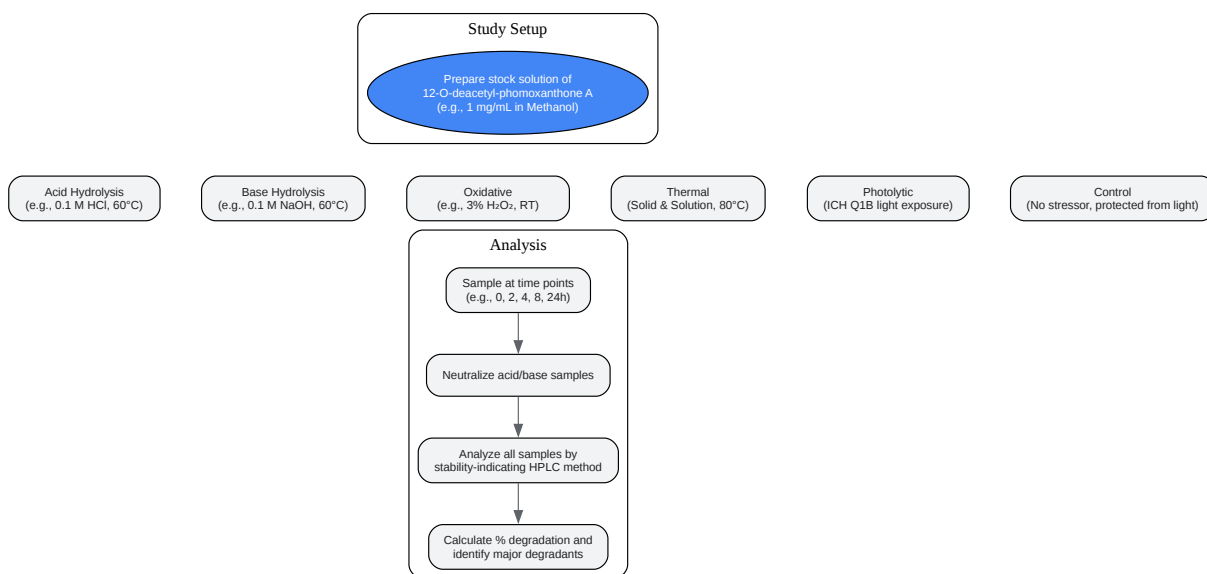 Study Setup
Prepare stock solution of
12-O-deacetyl-phomoxanthone A
(e.g., 1 mg/mL in Methanol)
Acid Hydrolysis
(e.g., 0.1 M HCl, 60°C)
Base Hydrolysis
(e.g., 0.1 M NaOH, 60°C)
Oxidative
(e.g., 3% H₂O₂, RT)
Thermal
(Solid & Solution, 80°C)
Photolytic
(ICH Q1B light exposure)
Control
(No stressor, protected from light)
Analysis
Sample at time points
(e.g., 0, 2, 4, 8, 24h)
Neutralize acid/base samples
Analyze all samples by
stability-indicating HPLC method
Calculate % degradation and
identify major degradants